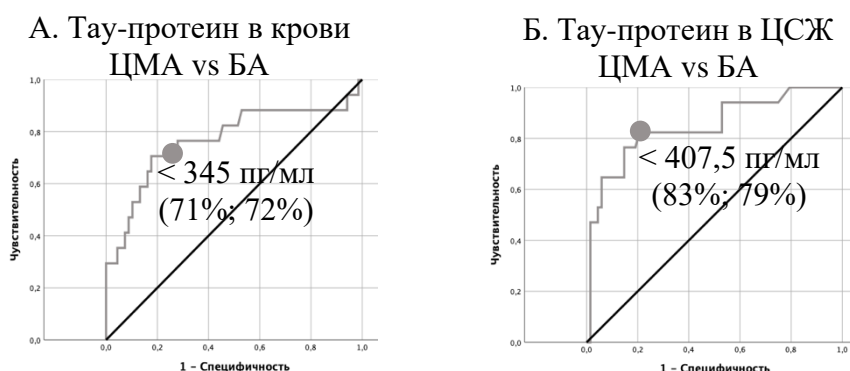 А. Тау-протеин в крови
ЦМА vs БА
1,0
0,8
0,6
0,4
0,2
0,0
Чувствительность
< 345 пг/мл
(71%; 72%)
0,0 0,2 0,4 0,6 0,8 1,0
1 – Специфичность
Б. Тау-протеин в ЦСЖ
ЦМА vs БА
1,0
0,8
0,6
0,4
0,2
0,0
Чувствительность
< 407,5 пг/мл
(83%; 79%)
0,0 0,2 0,4 0,6 0,8 1,0
1 – Специфичность